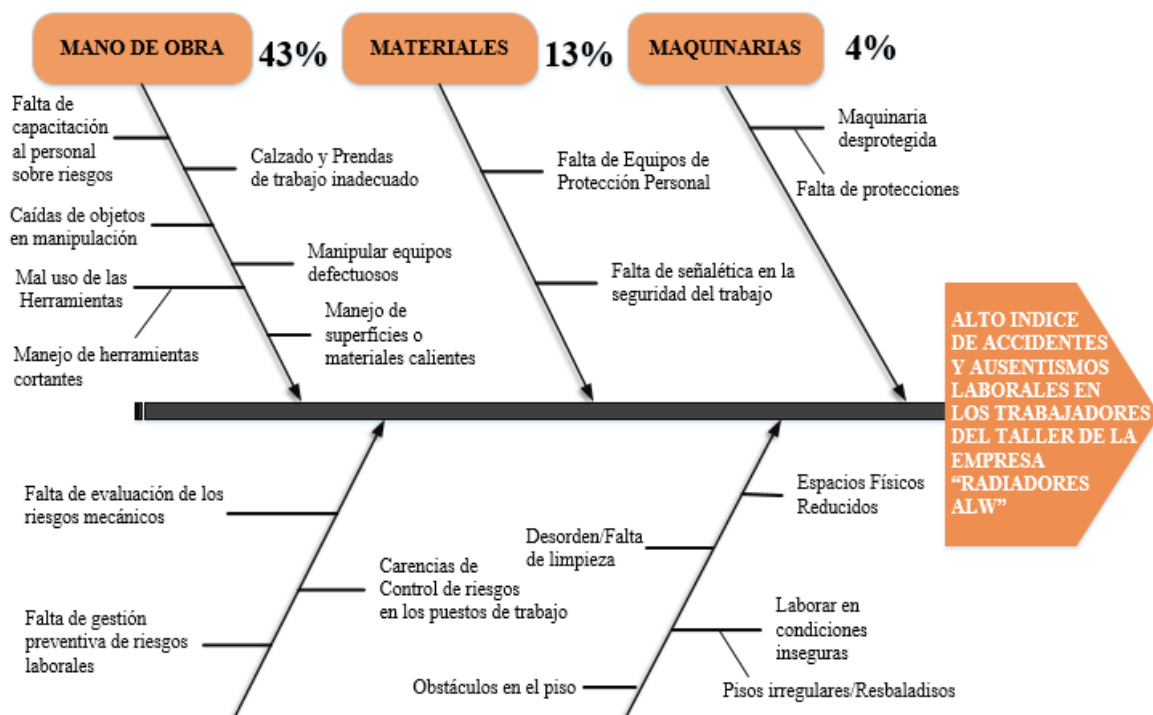 MANO DE OBRA
43%
MATERIALES
13%
MAQUINARIAS
4%
Falta de
capacitación
al personal
sobre riesgos
Calzado y Prendas
de trabajo inadecuado
Caídas de objetos
en manipulación
Manipular equipos
defectuosos
Mal uso de las
Herramientas
Manejo de
superfícies o
materiales calientes
Manejo de herramientas
cortantes
Falta de Equipos de
Protección Personal
Falta de señalética en la
seguridad del trabajo
Maquinaria
desprotegida
Falta de protecciones
ALTO INDICE
DE ACCIDENTES
Y AUSENTISMOS
LABORALES EN
LOS TRABAJADORES
DEL TALLER DE LA
EMPRESA
“RADIADORES
ALW”
Falta de evaluación de los
riesgos mecánicos
Carencias de
Control de riesgos
en los puestos de trabajo
Falta de gestión
preventiva de riesgos
laborales
Espacios Físicos
Reducidos
Desorden/Falta
de limpieza
Laborar en
condiciones
inseguras
Obstáculos en el piso
Pisos irregulares/Resbaladisos